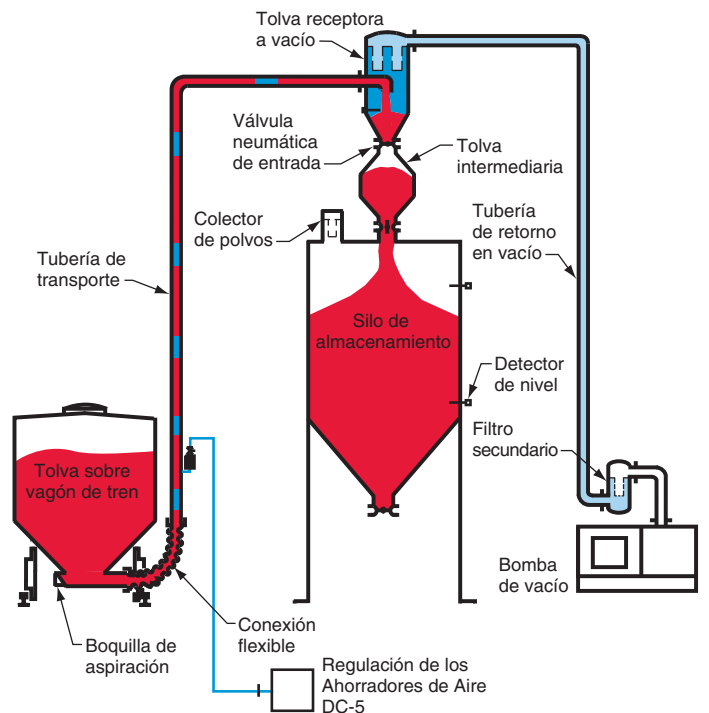 Tolva receptora
a vacío
Válvula
neumática
de entrada
Tolva
intermediaria
Colector
de polvos
Tubería
de retorno
en vacío
Tubería de
transporte
Silo de
almacenamiento
Detector
de nivel
Filtro
secundario
Tolva sobre
vagón de tren
Bomba
de vacío
Boquilla de
aspiración
Conexión
flexible
Regulación de los
Ahorradores de Aire
DC-5